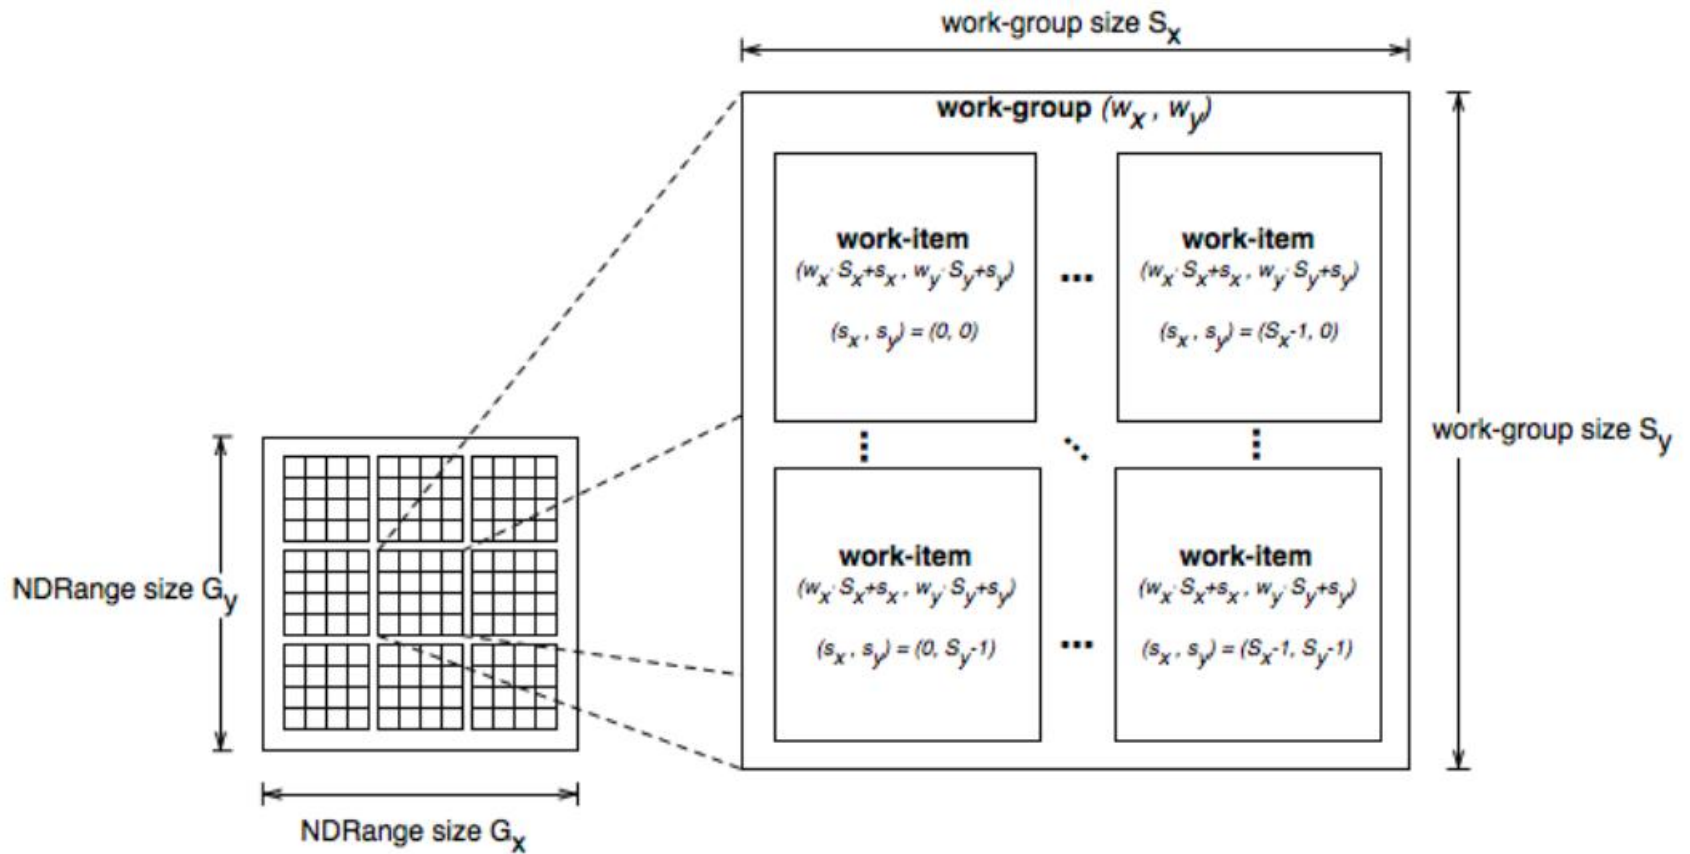 work-group size Sx
work-group (wx , wy)
work-item
(wx· Sx+sx , wy· Sy+sy)
(sx , sy) = (0, 0)
...
work-item
(wx· Sx+sx , wy· Sy+sy)
(sx , sy) = (Sx-1, 0)
work-group size Sy
work-item
(wx· Sx+sx , wy· Sy+sy)
(sx , sy) = (0, Sy-1)
...
work-item
(wx· Sx+sx , wy· Sy+sy)
(sx , sy) = (Sx-1, Sy-1)
NDRange size Gy
NDRange size Gx